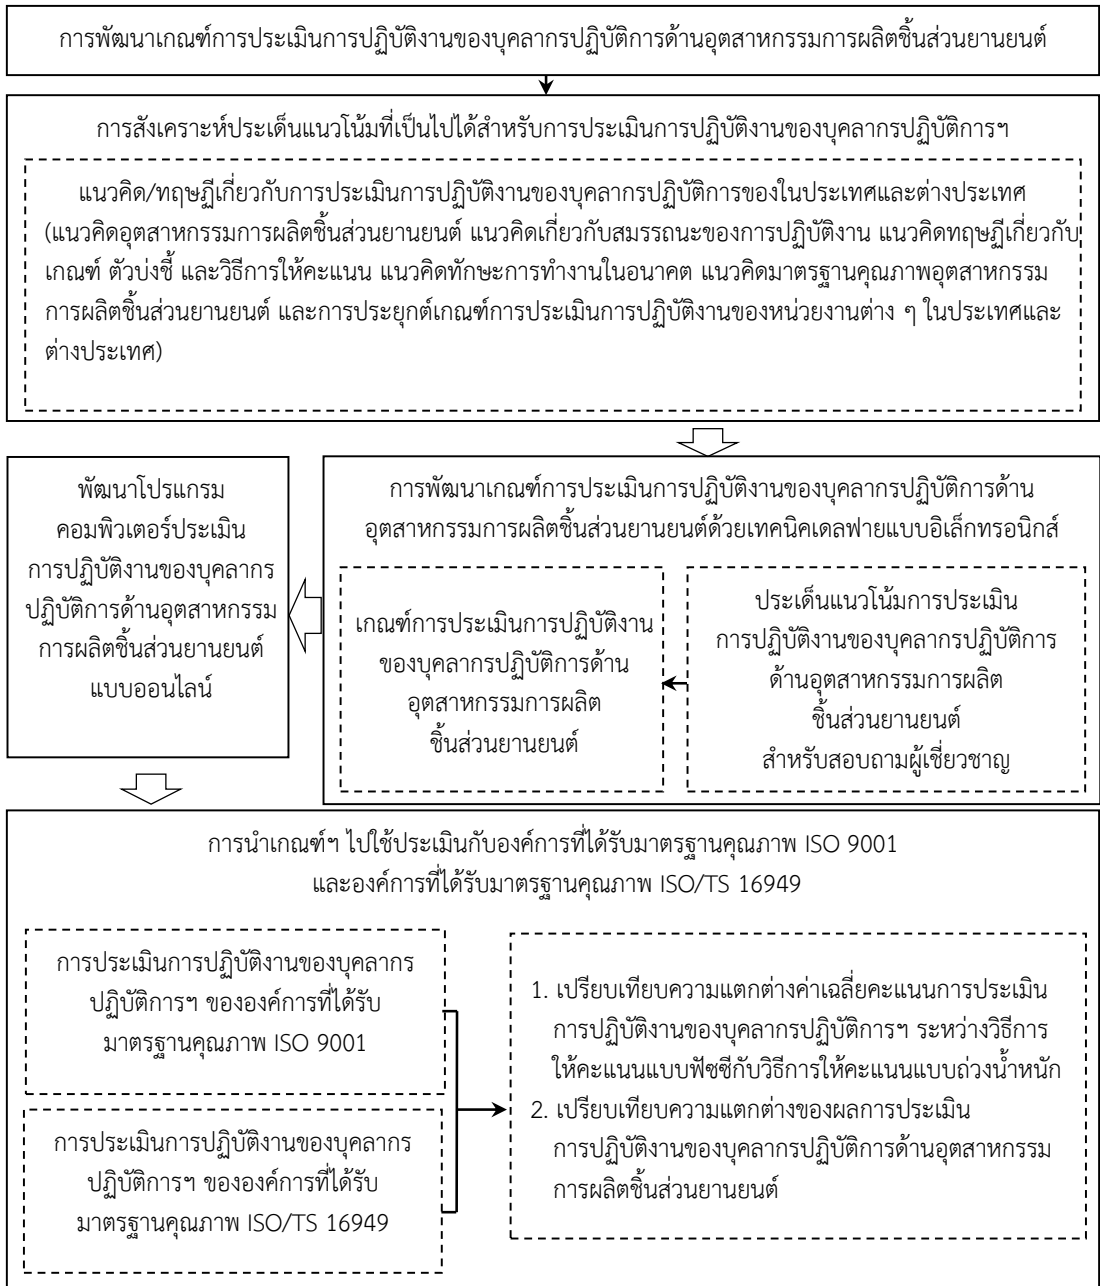 การพัฒนาเกณฑ์การประเมินการปฏิบัติงานของบุคลากรปฏิบัติการด้านอุตสาหกรรมการผลิตชิ้นส่วนยานยนต์
การสังเคราะห์ประเด็นแนวโน้มที่เป็นไปได้สำหรับการประเมินการปฏิบัติงานของบุคลากรปฏิบัติการฯ
แนวคิด/ทฤษฎีเกี่ยวกับการประเมินการปฏิบัติงานของบุคลากรปฏิบัติการของในประเทศและต่างประเทศ
(แนวคิดอุตสาหกรรมการผลิตชิ้นส่วนยานยนต์ แนวคิดเกี่ยวกับสมรรถนะของการปฏิบัติงาน แนวคิดทฤษฎีเกี่ยวกับ
เกณฑ์ ตัวบ่งชี้ และวิธีการให้คะแนน แนวคิดทักษะการทำงานในอนาคต แนวคิดมาตรฐานคุณภาพอุตสาหกรรม
การผลิตชิ้นส่วนยานยนต์ และการประยุกต์เกณฑ์การประเมินการปฏิบัติงานของหน่วยงานต่าง ๆ ในประเทศและ
ต่างประเทศ)
พัฒนาโปรแกรม
คอมพิวเตอร์ประเมิน
การปฏิบัติงานของบุคลากร
ปฏิบัติการด้านอุตสาหกรรม
การผลิตชิ้นส่วนยานยนต์
แบบออนไลน์
การพัฒนาเกณฑ์การประเมินการปฏิบัติงานของบุคลากรปฏิบัติการด้าน
อุตสาหกรรมการผลิตชิ้นส่วนยานยนต์ด้วยเทคนิคเดลฟายแบบอิเล็กทรอนิกส์
เกณฑ์การประเมินการปฏิบัติงาน
ของบุคลากรปฏิบัติการด้าน
อุตสาหกรรมการผลิต
ชิ้นส่วนยานยนต์
ประเด็นแนวโน้มการประเมิน
การปฏิบัติงานของบุคลากรปฏิบัติการ
ด้านอุตสาหกรรมการผลิต
ชิ้นส่วนยานยนต์
สำหรับสอบถามผู้เชี่ยวชาญ
การนำเกณฑ์ฯ ไปใช้ประเมินกับองค์การที่ได้รับมาตรฐานคุณภาพ ISO 9001
และองค์การที่ได้รับมาตรฐานคุณภาพ ISO/TS 16949
การประเมินการปฏิบัติงานของบุคลากร
ปฏิบัติการฯ ขององค์การที่ได้รับ
มาตรฐานคุณภาพ ISO 9001
การประเมินการปฏิบัติงานของบุคลากร
ปฏิบัติการฯ ขององค์การที่ได้รับ
มาตรฐานคุณภาพ ISO/TS 16949
1. เปรียบเทียบความแตกต่างค่าเฉลี่ยคะแนนการประเมิน
การปฏิบัติงานของบุคลากรปฏิบัติการฯ ระหว่างวิธีการ
ให้คะแนนแบบฟัซซีกับวิธีการให้คะแนนแบบถ่วงน้ำหนัก
2. เปรียบเทียบความแตกต่างของผลการประเมิน
การปฏิบัติงานของบุคลากรปฏิบัติการด้านอุตสาหกรรม
การผลิตชิ้นส่วนยานยนต์